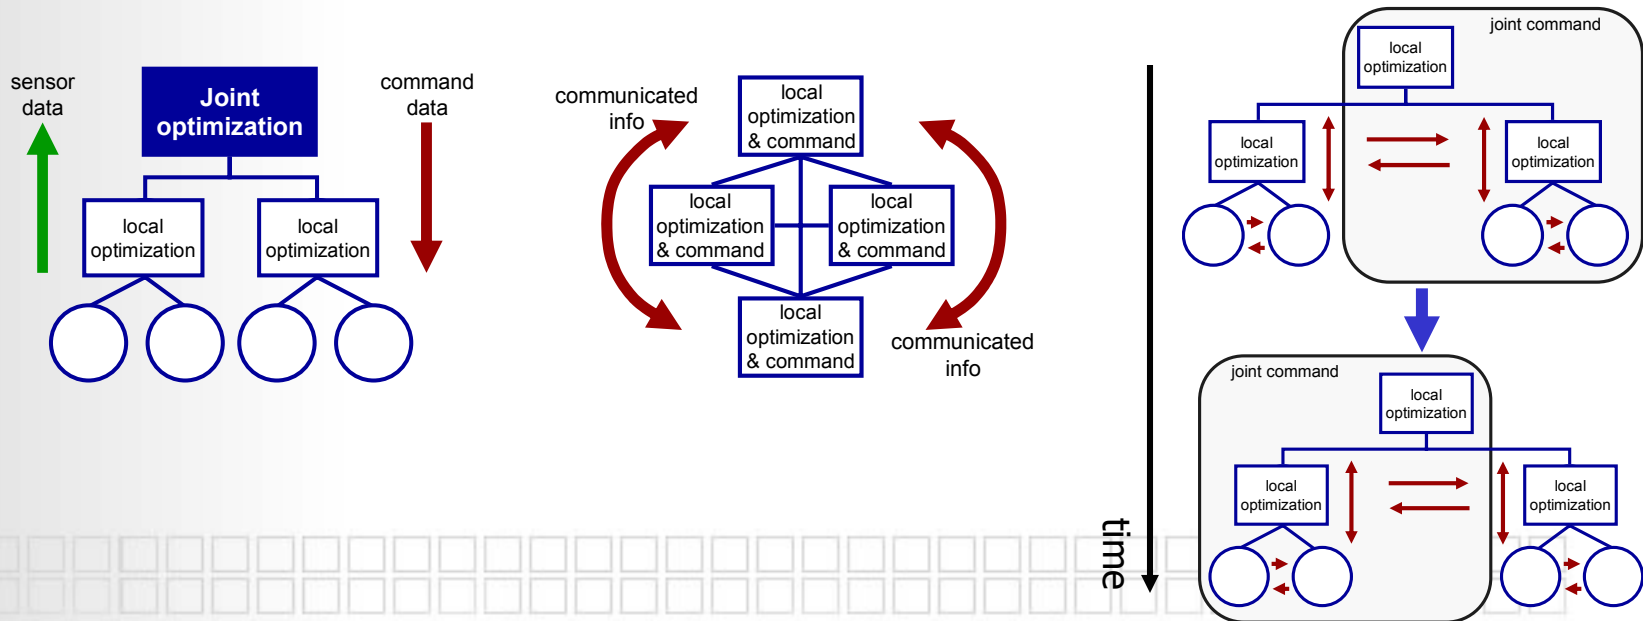 sensor
data
Joint
optimization
command
data
local
optimization
local
optimization
communicated
info
local
optimization
& command
local
optimization
& command
local
optimization
& command
local
optimization
& command
communicated
info
time
joint command
local
optimization
local
optimization
local
optimization
joint command
local
optimization
local
optimization
local
optimization